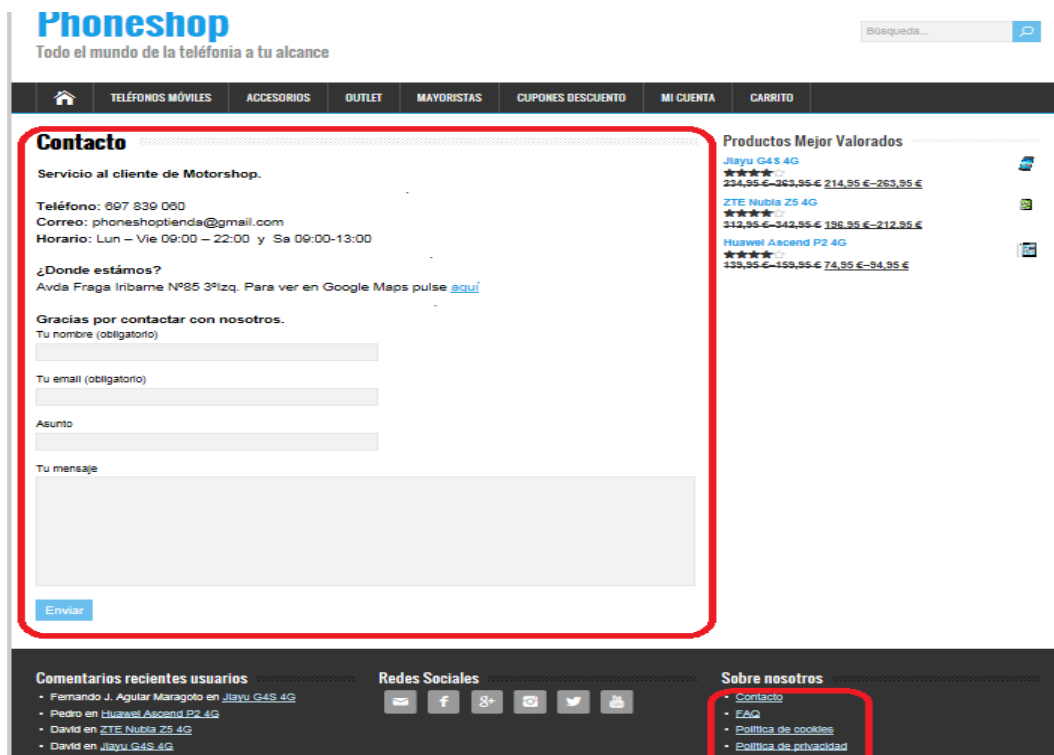 Phoneshop
Todo el mundo de la teléfonia a tu alcance
Búsqueda...
TELÉFONOS MÓVILES ACCESORIOS OUTLET MAYORISTAS CUPONES DESCUENTO MI CUENTA CARRITO
Contacto
Servicio al cliente de Motorshop.
Teléfono: 697 839 060
Correo: phoneshoptienda@gmail.com
Horario: Lun – Vie 09:00 – 22:00 y Sa 09:00-13:00
¿Donde estámos?
Avda Fraga Iribarne Nº85 3ºIzq. Para ver en Google Maps pulse aquí
Gracias por contactar con nosotros.
Tu nombre (obligatorio)
Tu email (obligatorio)
Asunto
Tu mensaje
Enviar
Productos Mejor Valorados
Jiayu G4S 4G
234,95 €–263,95 € 214,95 €–263,95 €
ZTE Nubia Z5 4G
312,95 €–342,95 € 196,95 €–212,95 €
Huawei Ascend P2 4G
139,95 €–159,95 € 74,95 €–94,95 €
Comentarios recientes usuarios
• Fernando J. Aguiar Maragoto en Jiayu G4S 4G
• Pedro en Huawei Ascend P2 4G
• David en ZTE Nubia Z5 4G
• David en Jiayu G4S 4G
Redes Sociales
Sobre nosotros
• Contacto
• FAQ
• Política de cookies
• Política de privacidad